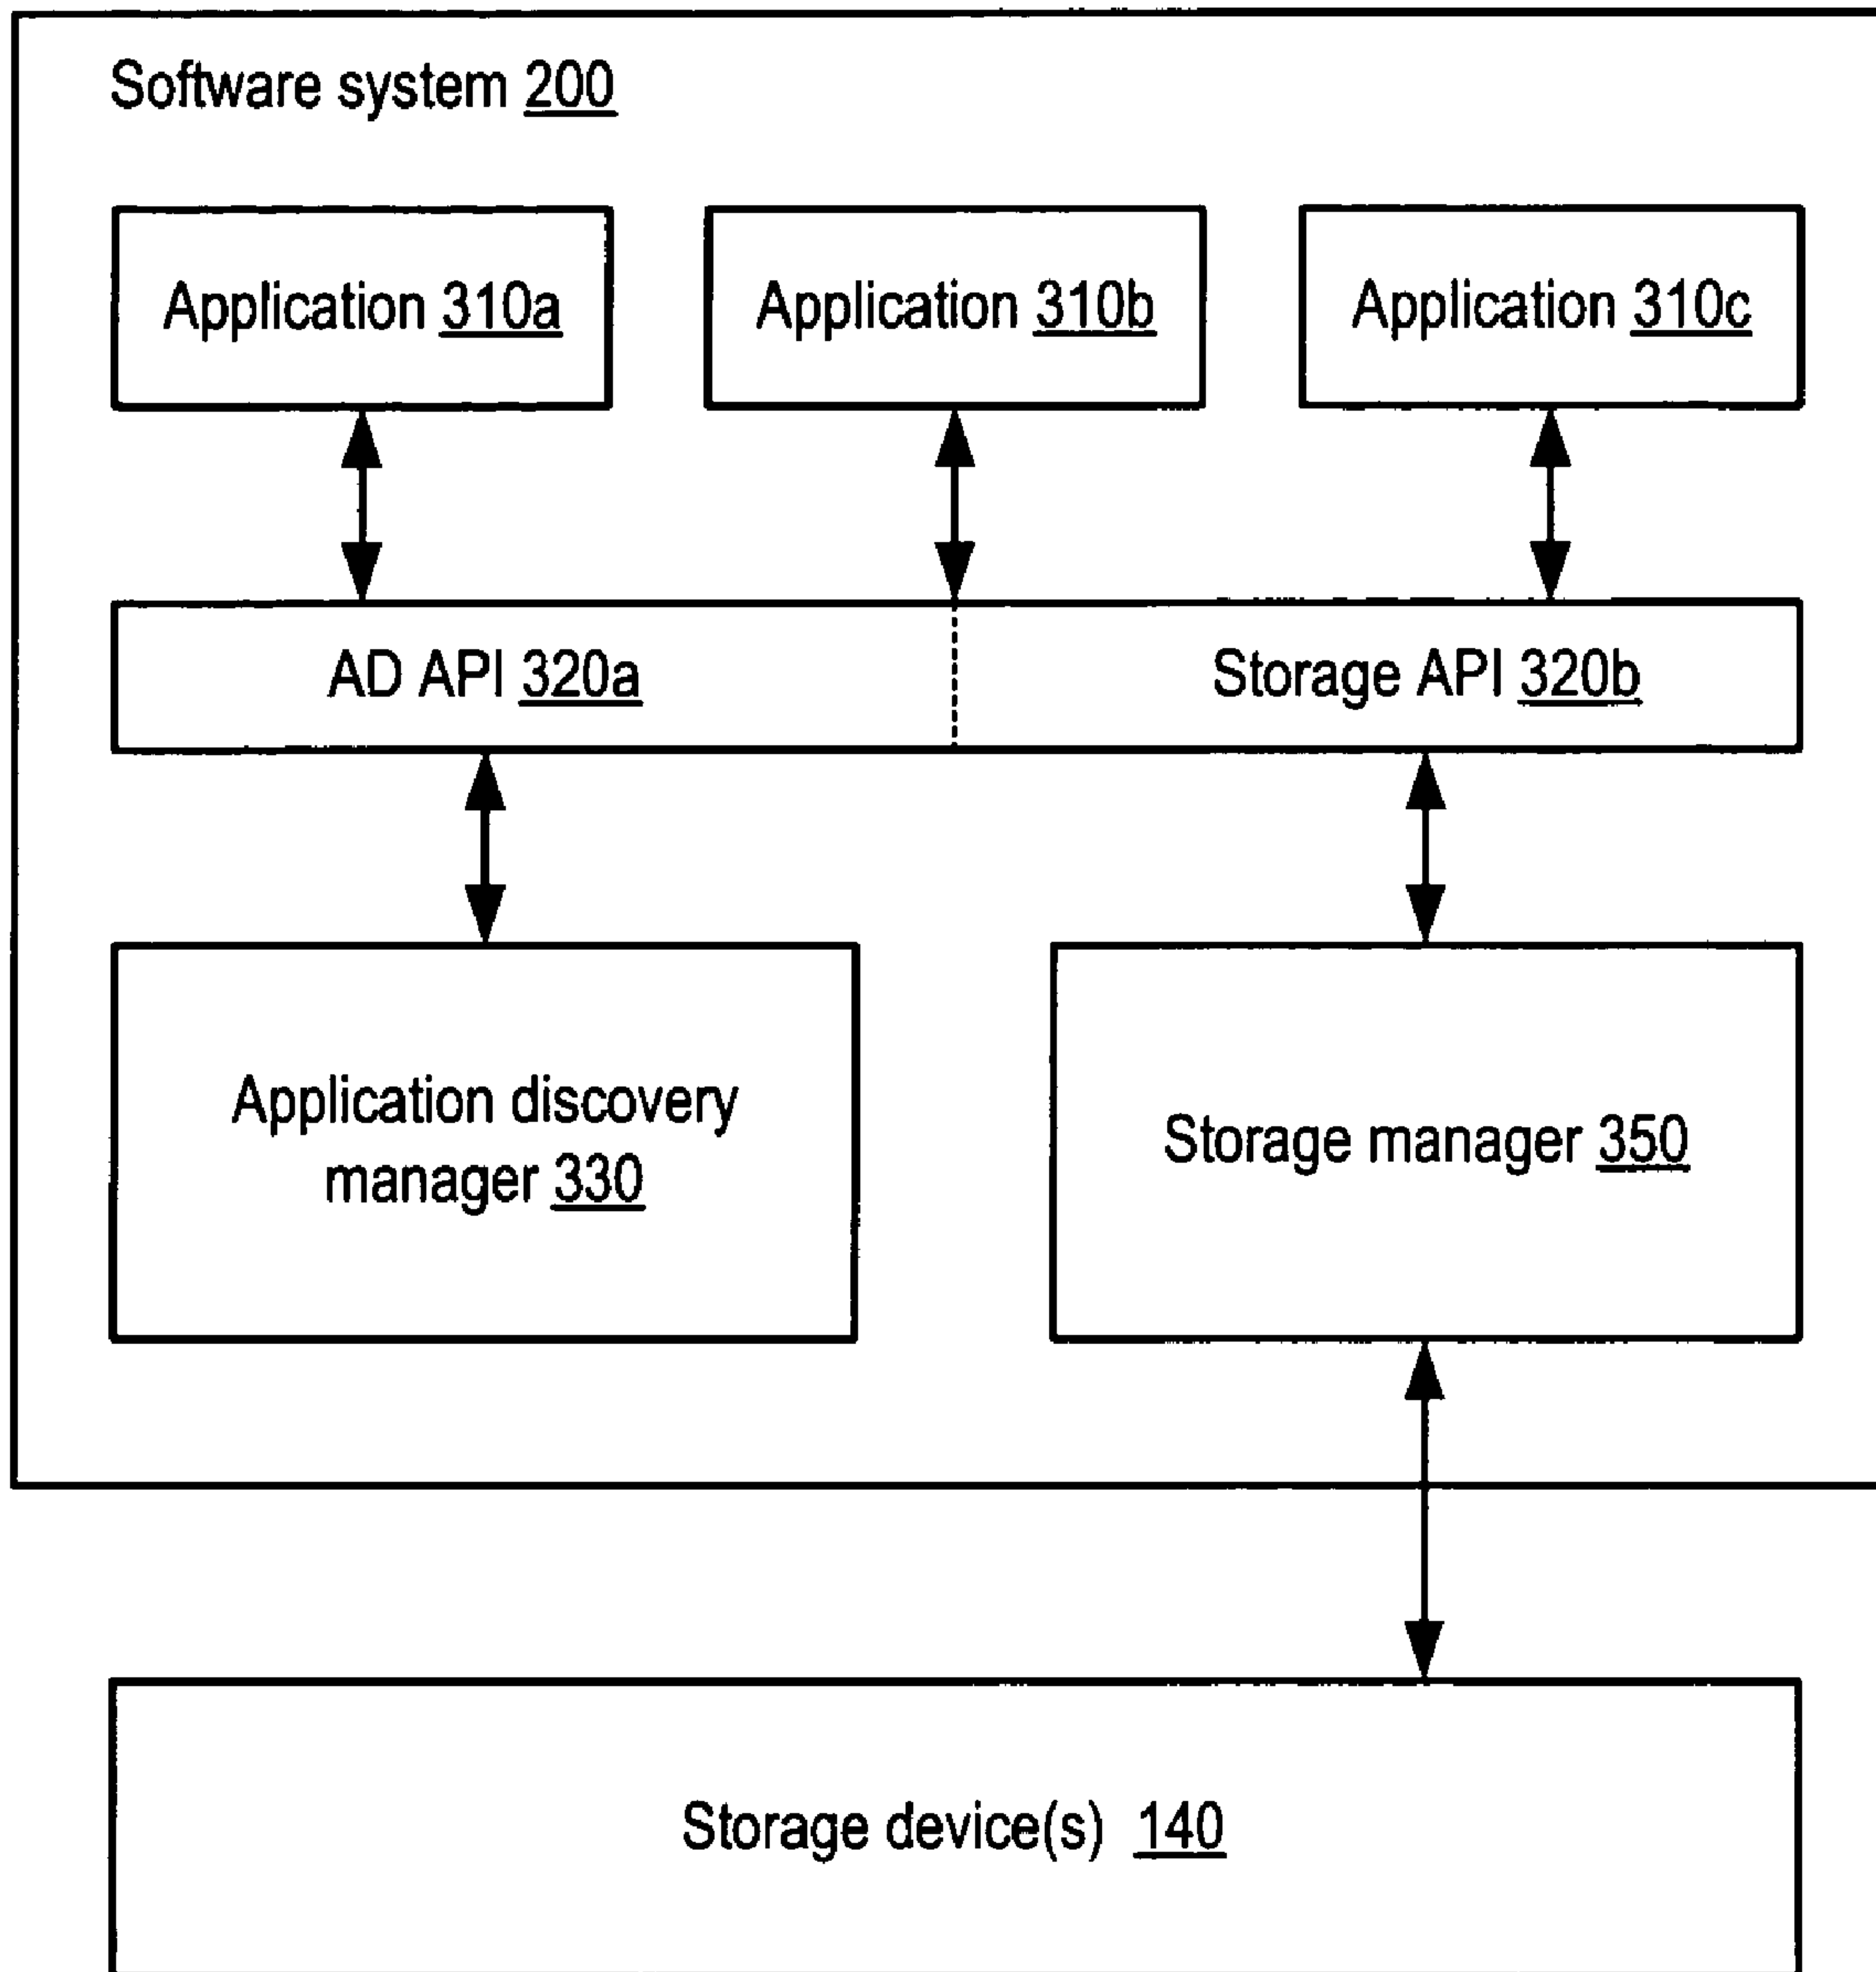 Software system 200
Application 310a
Application 310b
Application 310c
AD API 320a
Storage API 320b
Application discovery
manager 330
Storage manager 350
Storage device(s) 140